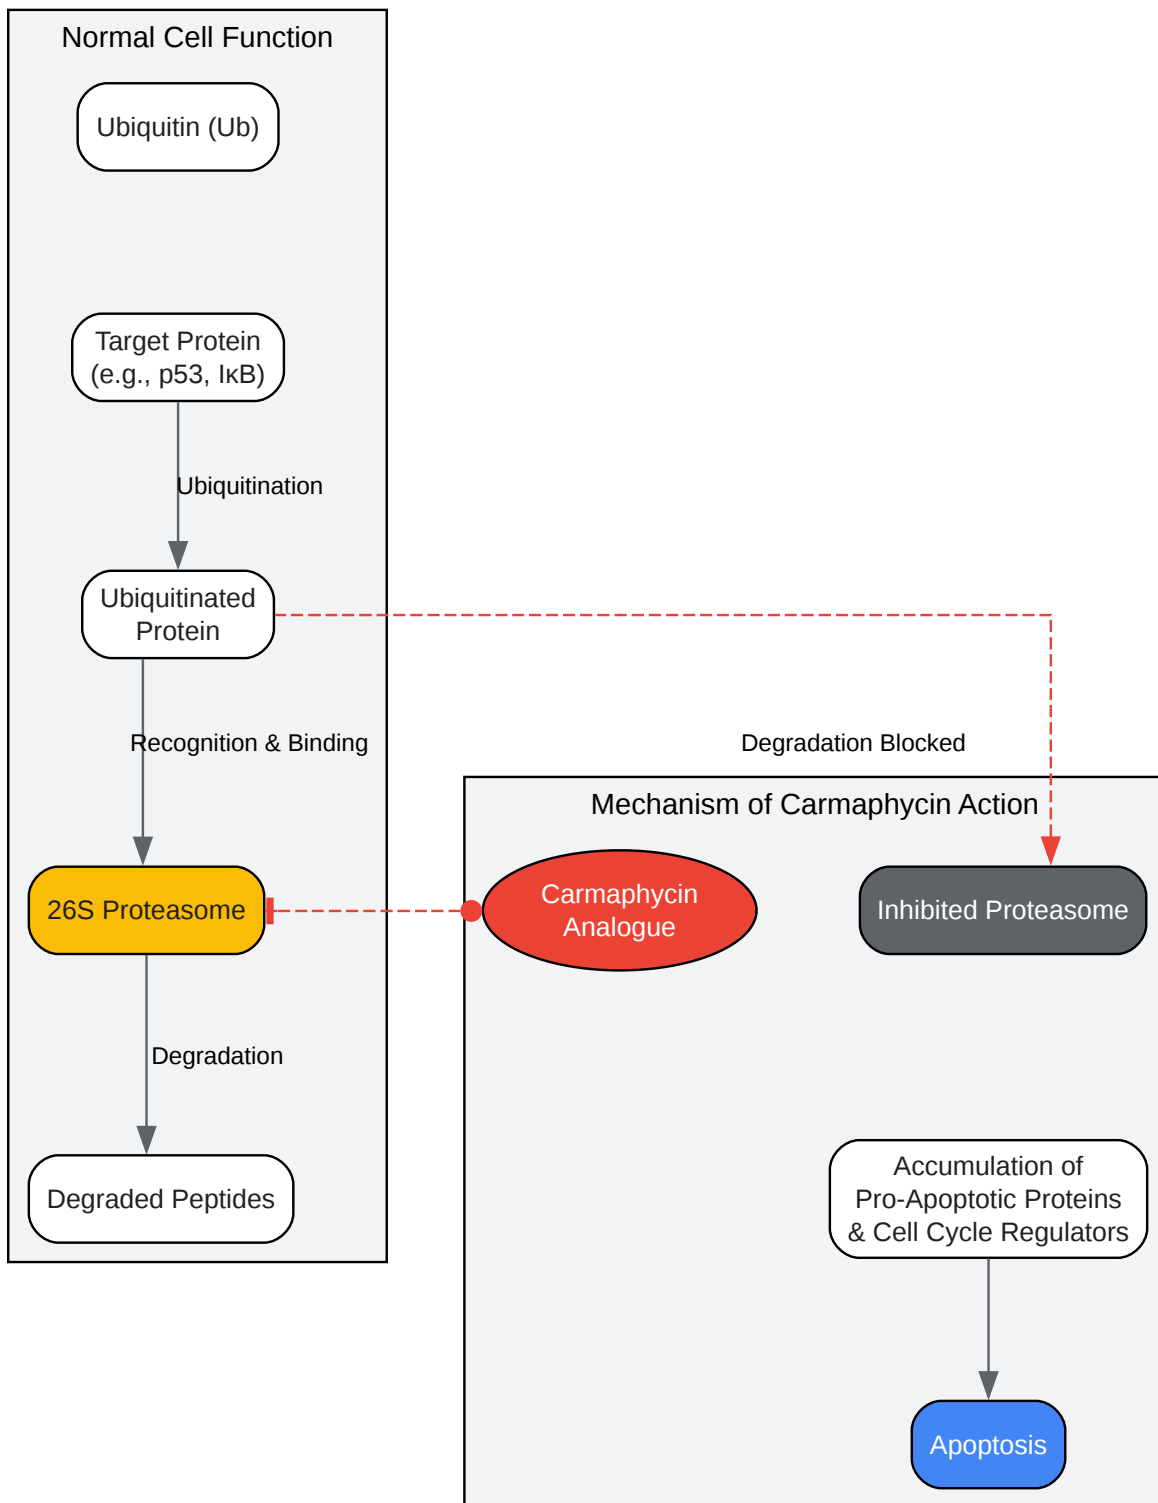 Normal Cell Function
Ubiquitin (Ub)
Target Protein
(e.g., p53, IκB)
Ubiquitination
Ubiquitinated
Protein
Recognition & Binding
26S Proteasome
Degradation
Degraded Peptides
Degradation Blocked
Mechanism of Carmaphycin Action
Carmaphycin
Analogue
Inhibited Proteasome
Accumulation of
Pro-Apoptotic Proteins
& Cell Cycle Regulators
Apoptosis